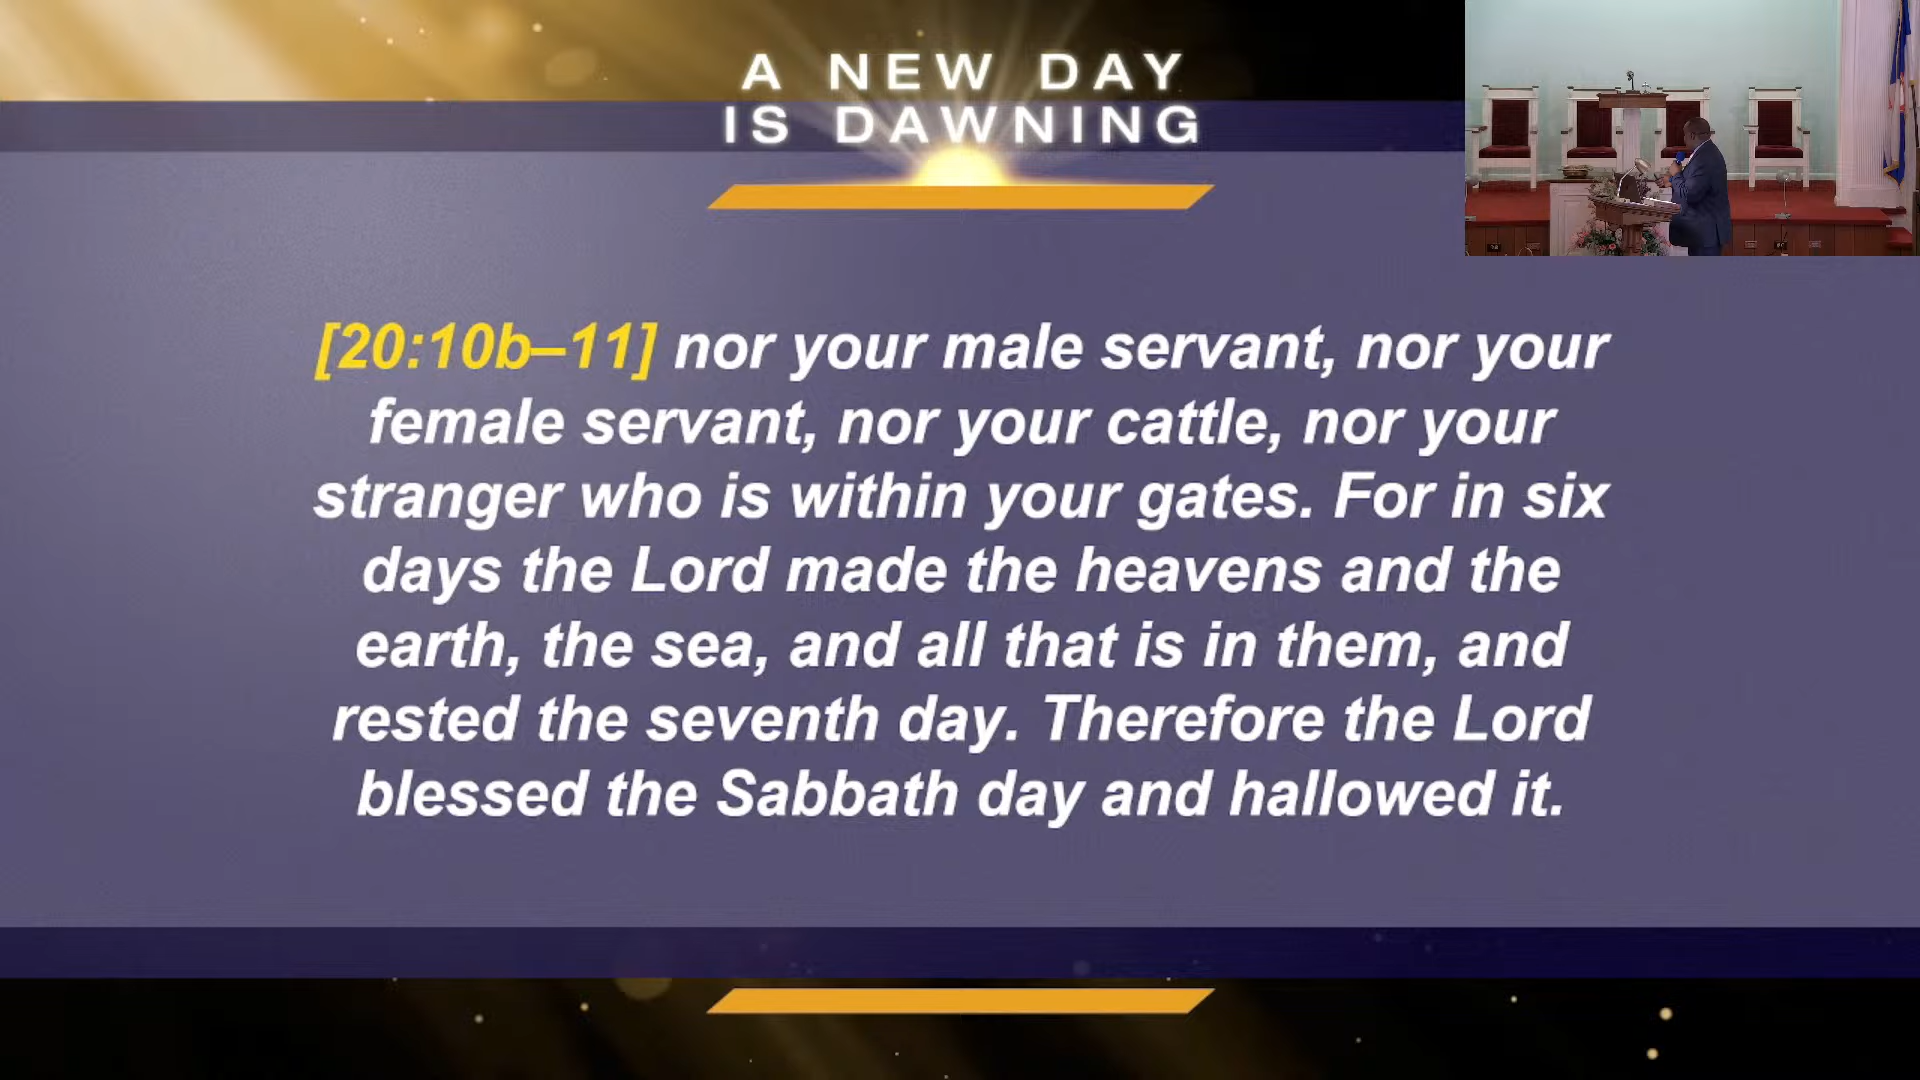 A NEW DAY
IS DAWNING
[20:10b–11] nor your male servant, nor your
female servant, nor your cattle, nor your
stranger who is within your gates. For in six
days the Lord made the heavens and the
earth, the sea, and all that is in them, and
rested the seventh day. Therefore the Lord
blessed the Sabbath day and hallowed it.